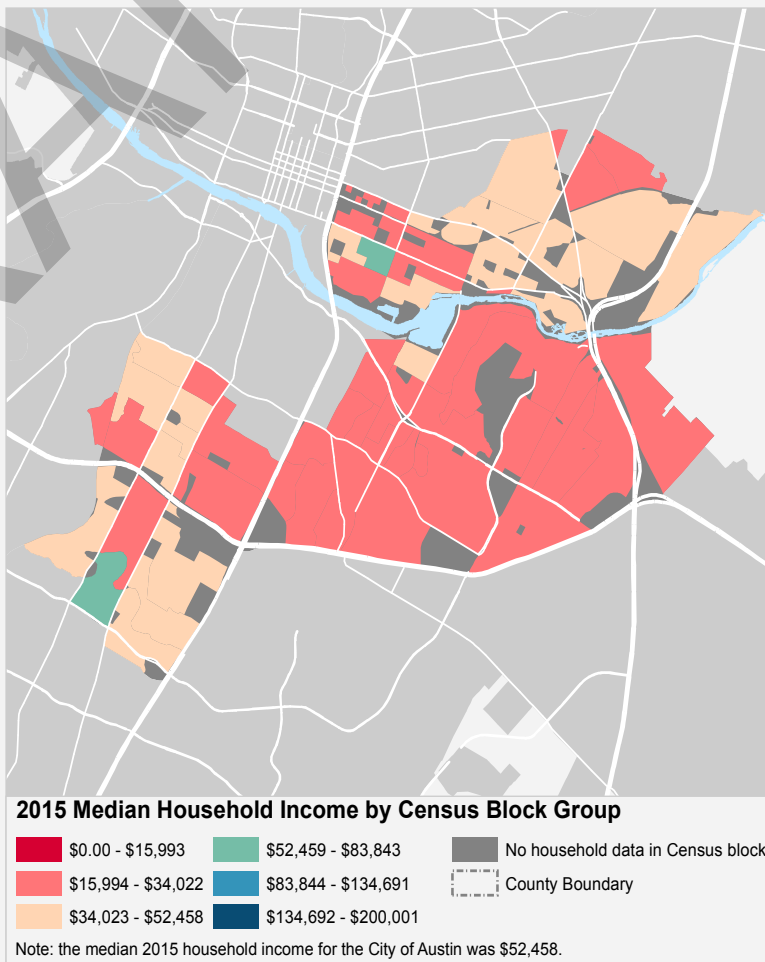 2015 Median Household Income by Census Block Group
$0.00 - $15,993
$15,994 - $34,022
$34,023 - $52,458
$52,459 - $83,843
$83,844 - $134,691
$134,692 - $200,001
No household data in Census block
County Boundary
Note: the median 2015 household income for the City of Austin was $52,458.